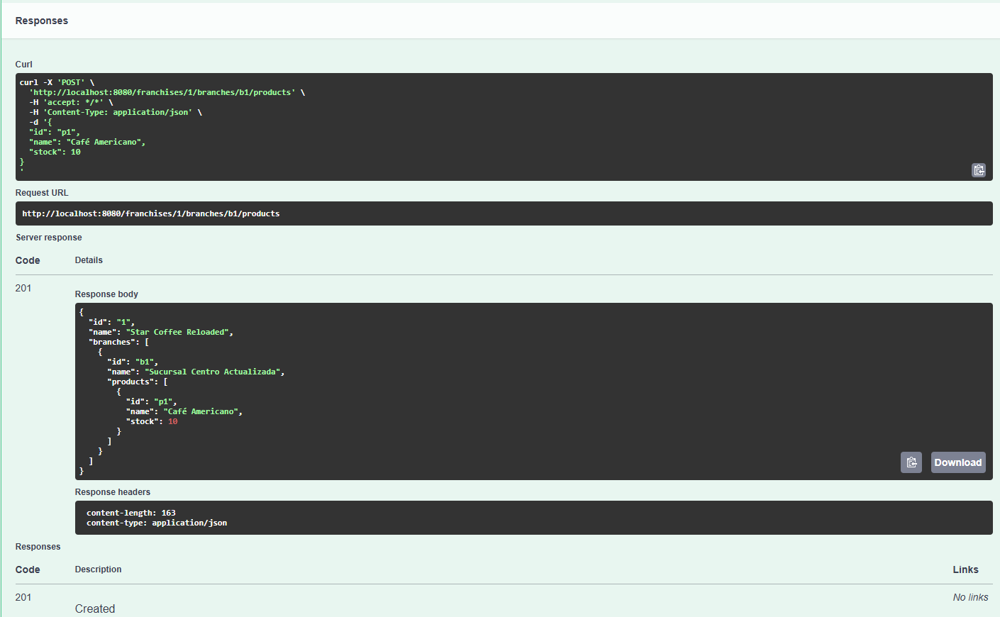 Responses
Curl
curl -X 'POST' \
  'http://localhost:8080/franchises/1/branches/b1/products' \
  -H 'accept: */*' \
  -H 'Content-Type: application/json' \
  -d '{
  "id": "p1",
  "name": "Café Americano",
  "stock": 10
}
'
Request URL
http://localhost:8080/franchises/1/branches/b1/products
Server response
Code Details
201
Response body
{
  "id": "1",
  "name": "Star Coffee Reloaded",
  "branches": [
    {
      "id": "b1",
      "name": "Sucursal Centro Actualizada",
      "products": [
        {
          "id": "p1",
          "name": "Café Americano",
          "stock": 10
        }
      ]
    }
  ]
}
Download
Response headers
content-length: 163
content-type: application/json
Responses
Code Description Links
201 No links
Created